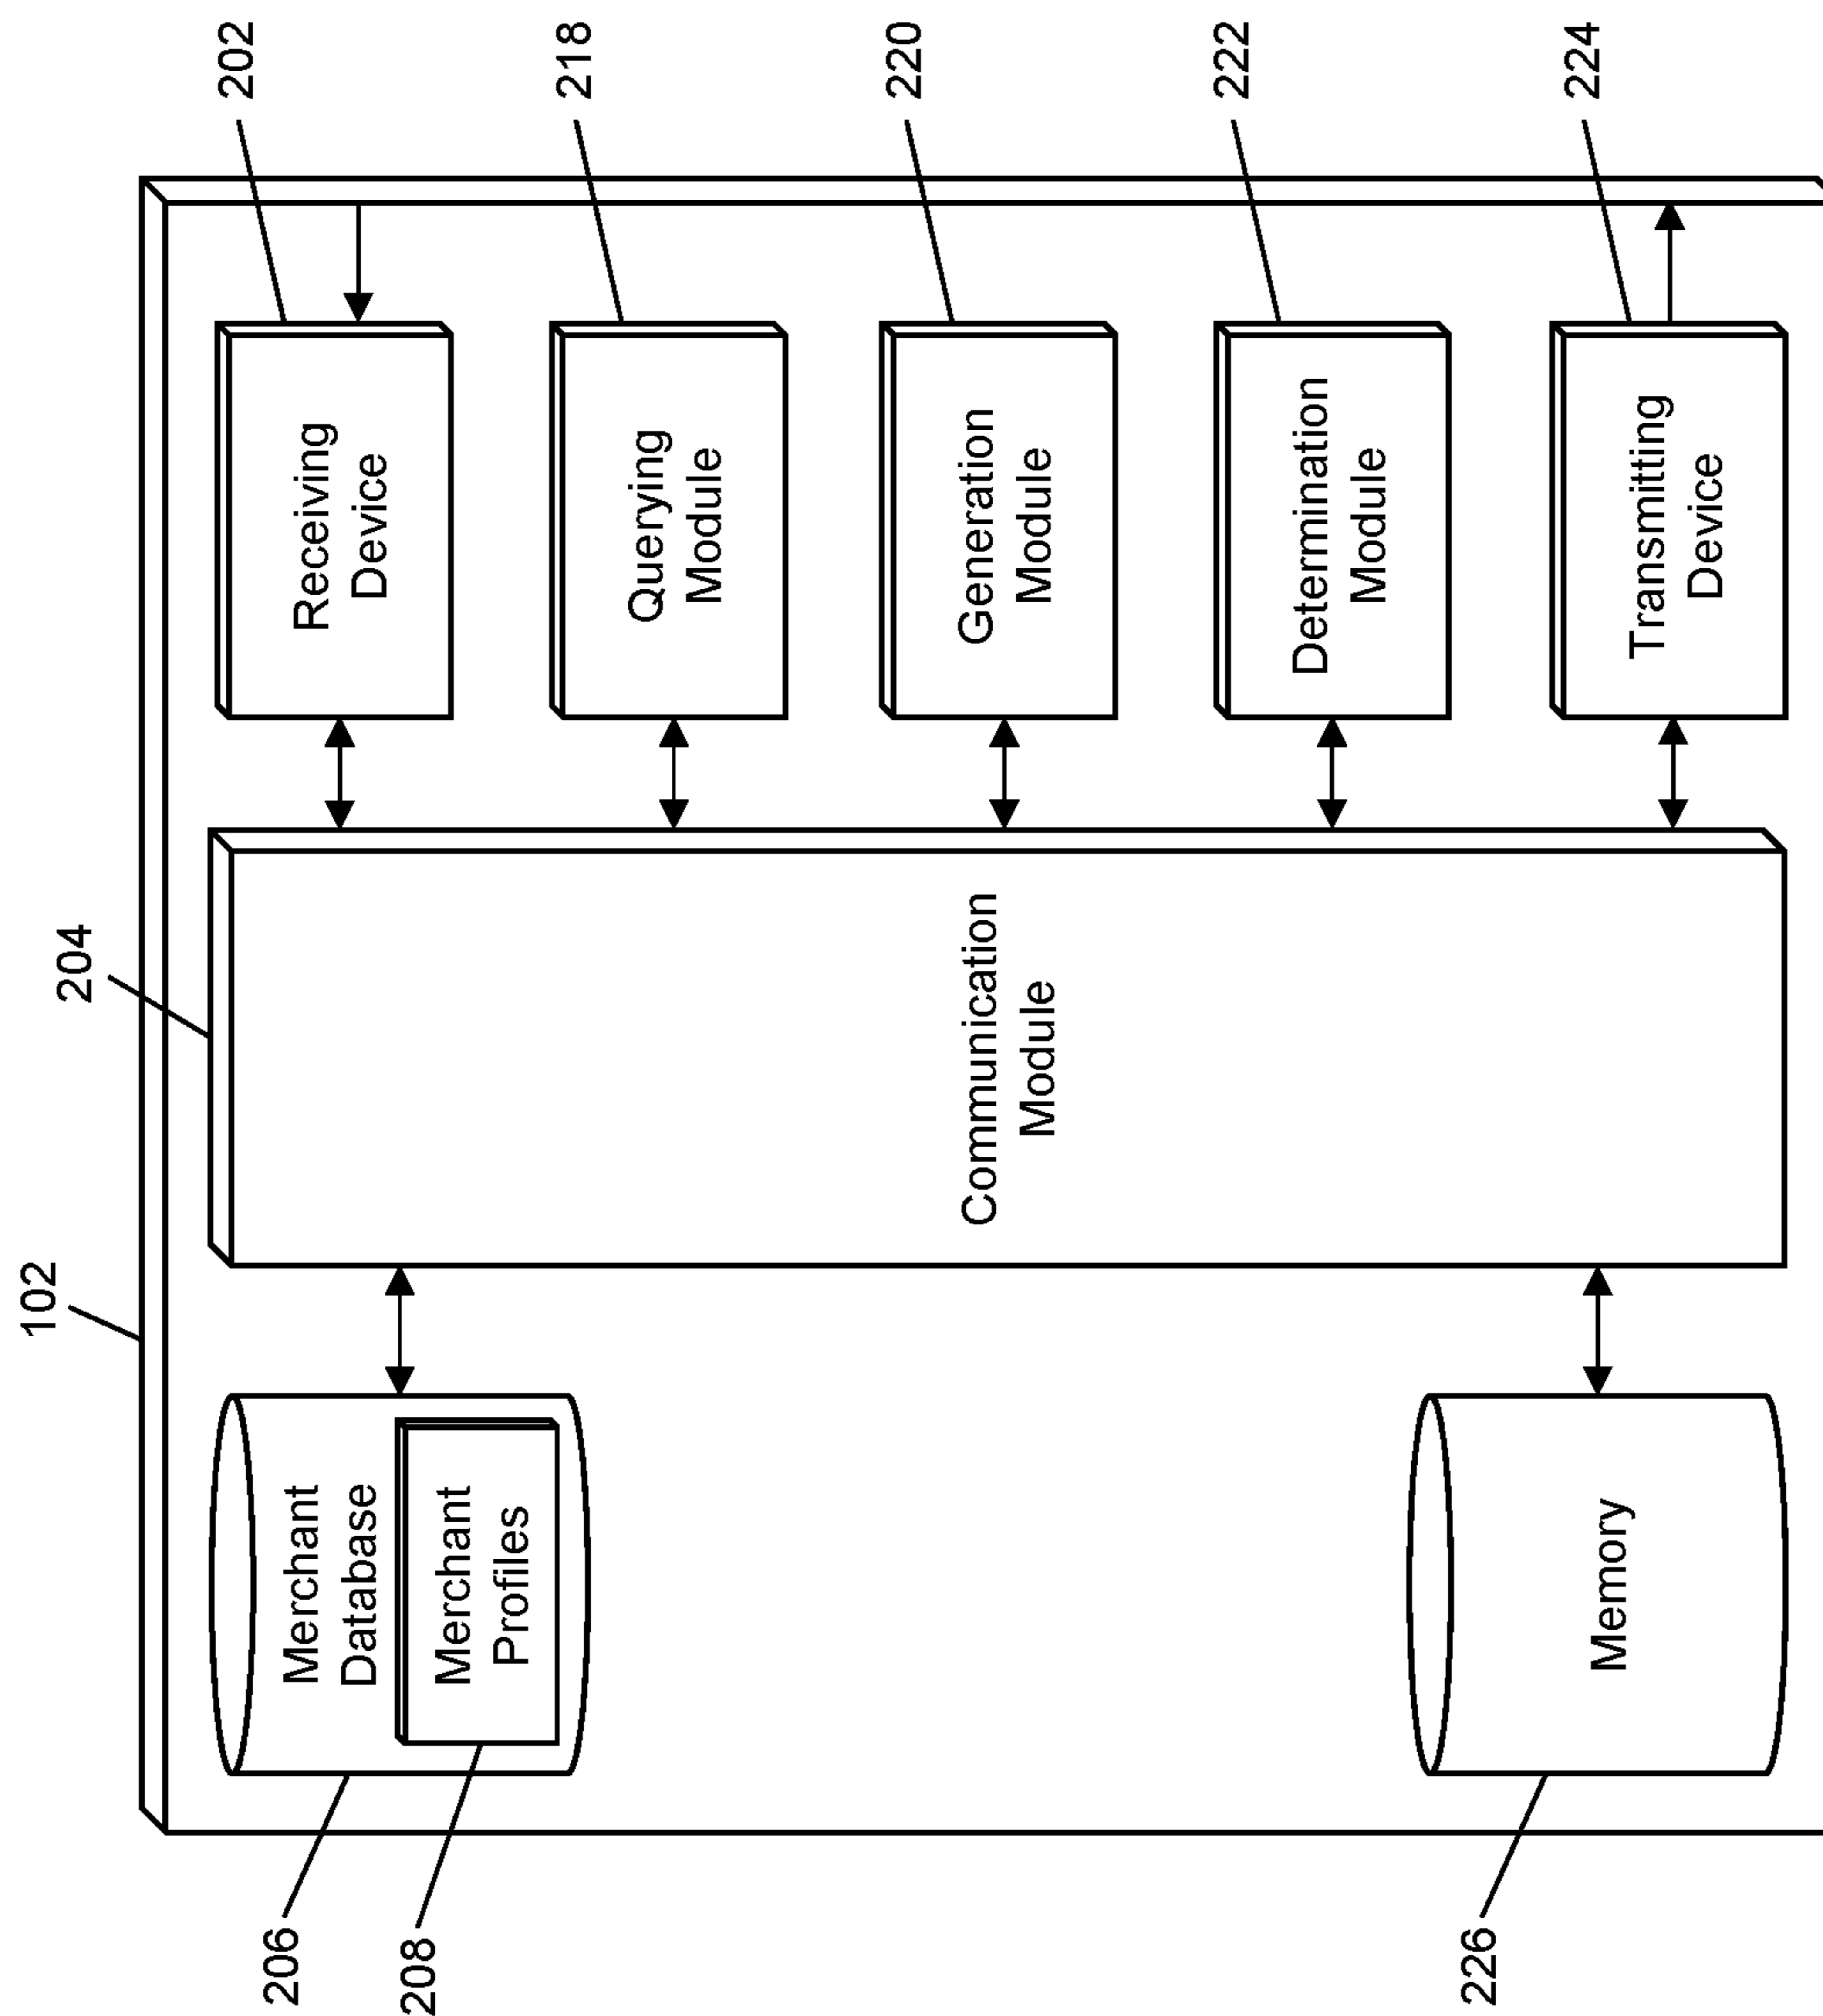 102
204
202
Receiving
Device
218
Querying
Module
220
Generation
Module
222
Determination
Module
224
Transmitting
Device
Communication
Module
206
Merchant
Database
208
Merchant
Profiles
226
Memory